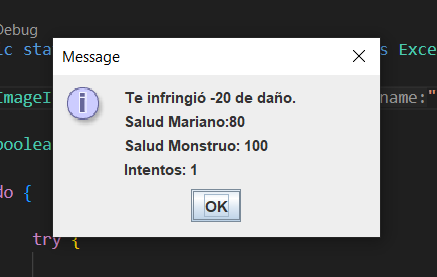 Debug
ic sta
s Exce
Message
Te infringió -20 de daño.
ImageI
name:"
Salud Mariano:80
Salud Monstruo: 100
boolea
Intentos: 1
do {
OK
try {